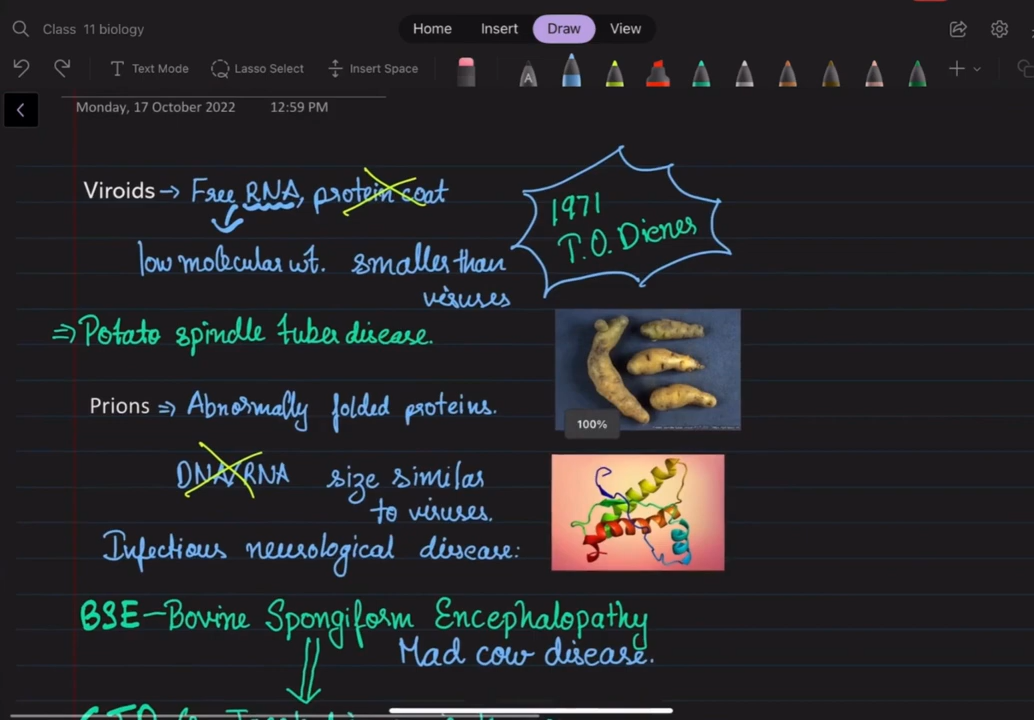 Class 11 biology
Home Insert Draw View
Text Mode Lasso Select Insert Space
A
Monday, 17 October 2022 12:59 PM
Viroids → Free RNA, protein coat
1971
T.O. Diener
low molecular wt. smaller than
viruses
⇒ Potato spindle tuber disease.
100%
Prions ⇒ Abnormally folded proteins.
DNA/RNA size similar
to viruses.
Infectious neurological disease:
BSE - Bovine Spongiform Encephalopathy
Mad cow disease.